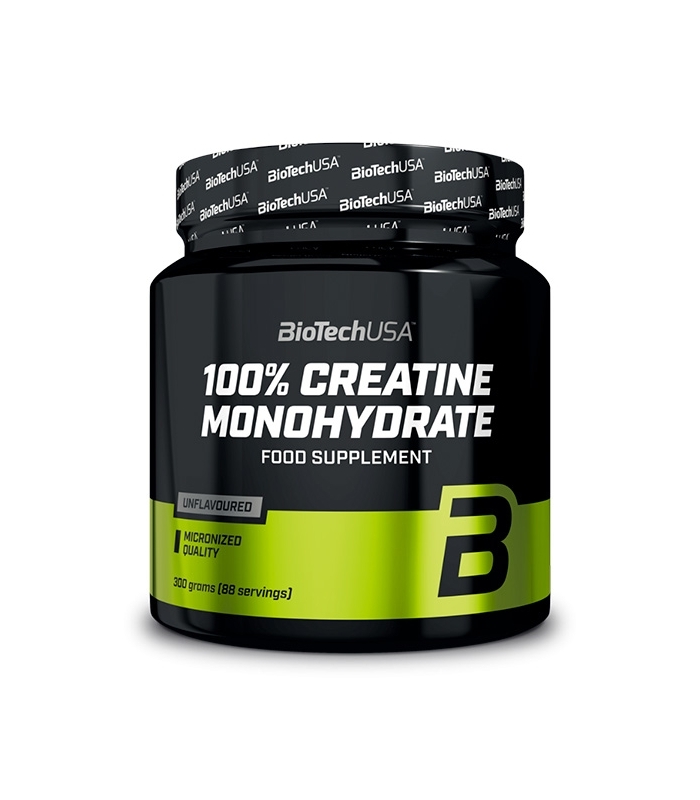 BioTechUSA
BioTechUSA BioTechUSA BioTechUSA BioTechUSA
BioTechUSA BioTechUSA BioTechUSA BioTechUSA BioTechUSA
BioTechUSA™
100% CREATINE
MONOHYDRATE
FOOD SUPPLEMENT
UNFLAVOURED
MICRONIZED
QUALITY
B
300 grams (88 servings)